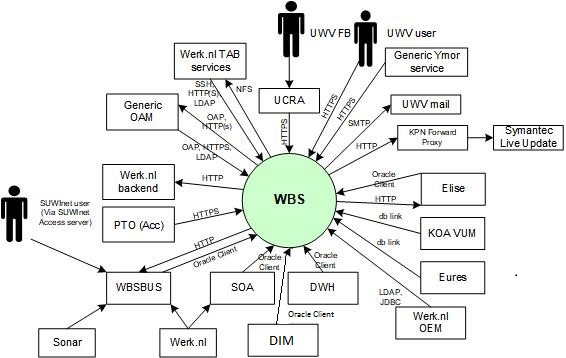 UWV FB
UWV user
Werk.nl TAB
services
Generic Ymor
service
SSH,
HTTP(S)
LDAP
NFS
UCRA
HTTPS
HTTPS
HTTPS
UWV mail
SMTP
Generic
OAM
OAP,
HTTP(s)
OAP, HTTPS,
LDAP
HTTP
KPN Forward
Proxy
Symantec
Live Update
Werk.nl
backend
HTTP
WBS
Oracle
Client
Elise
HTTP
SUWInet user
(Via SUWInet
Access server)
PTO (Acc)
HTTPS
db link
KOA VUM
HTTP
Oracle Client
db link
Eures
Oracle
Client
Oracle
Client
Oracle
Client
WBSBUS
SOA
DWH
LDAP,
JDBC
Werk.nl
OEM
Oracle Client
Sonar
Werk.nl
DIM